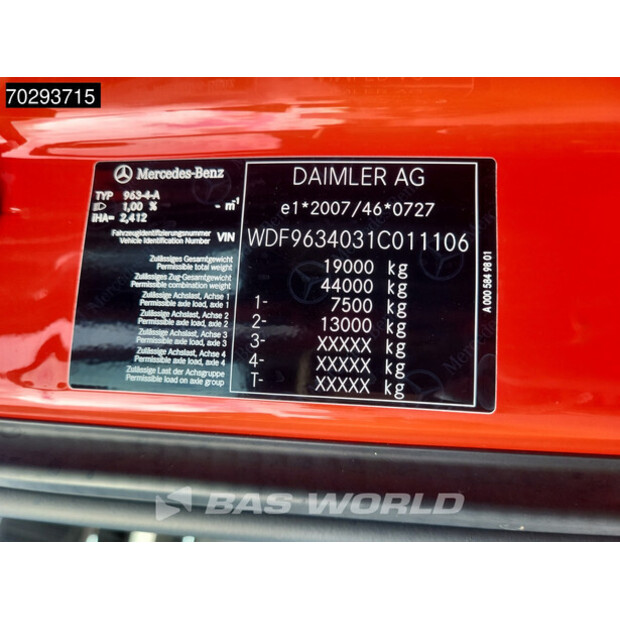 70293715
Mercedes-Benz
TYP 963-4-A
1,00 % - m⁻¹
IHA= 2,412
Fahrzeugidentifizierungsnummer
Vehicle Identification Number VIN
Zulässiges Gesamtgewicht
Permissible total weight
Zulässiges Zug-Gesamtgewicht
Permissible combination weight
Zulässige Achslast, Achse 1
Permissible axle load, axle 1
Zulässige Achslast, Achse 2
Permissible axle load, axle 2
Zulässige Achslast, Achse 3
Permissible axle load, axle 3
Zulässige Achslast, Achse 4
Permissible axle load, axle 4
Zulässige Last der Achsgruppe
Permissible load on axle group
DAIMLER AG
e1*2007/46*0727
WDF9634031C011106
19000 kg
44000 kg
1- 7500 kg
2- 13000 kg
3- XXXXX kg
4- XXXXX kg
T- XXXXX kg
A 000 584 98 01
BAS WORLD